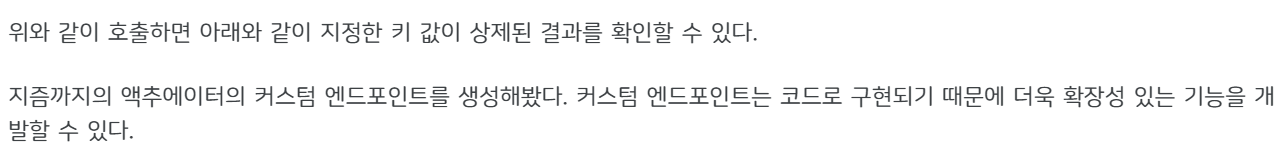 위와 같이 호출하면 아래와 같이 지정한 키 값이 상제된 결과를 확인할 수 있다.
지즘까지의 액추에이터의 커스텀 엔드포인트를 생성해봤다. 커스텀 엔드포인트는 코드로 구현되기 때문에 더욱 확장성 있는 기능을 개
발할 수 있다.